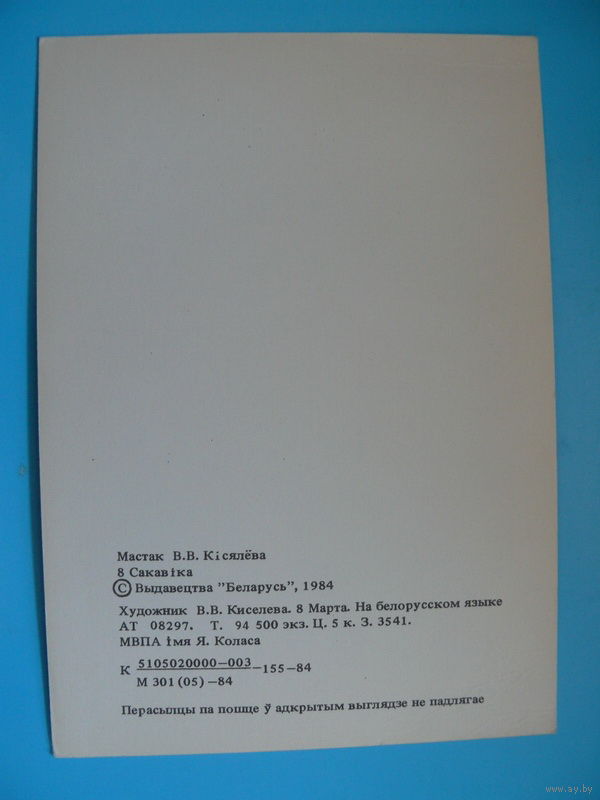 Мастак В.В. Кісялёва
8 Сакавіка
© Выдавецтва "Беларусь", 1984
Художник В.В. Киселева. 8 Марта. На белорусском языке
АТ 08297. Т. 94 500 экз. Ц. 5 к. З. 3541.
МВПА імя Я. Коласа
К 5105020000—003 —155—84
М 301 (05) —84
Перасылцы па пошце ў адкрытым выглядзе не падлягае
www.ay.by